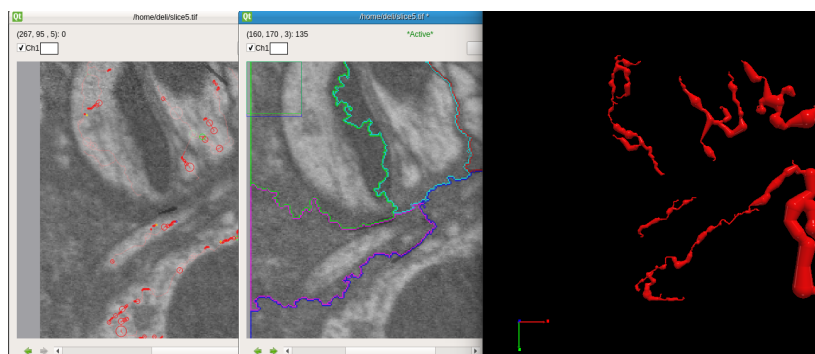 Qt /home/deli/slice5.tif
(267, 95 , 5): 0
Ch1
Qt /home/deli/slice5.tif *
(160, 170 , 3): 135 *Active*
Ch1